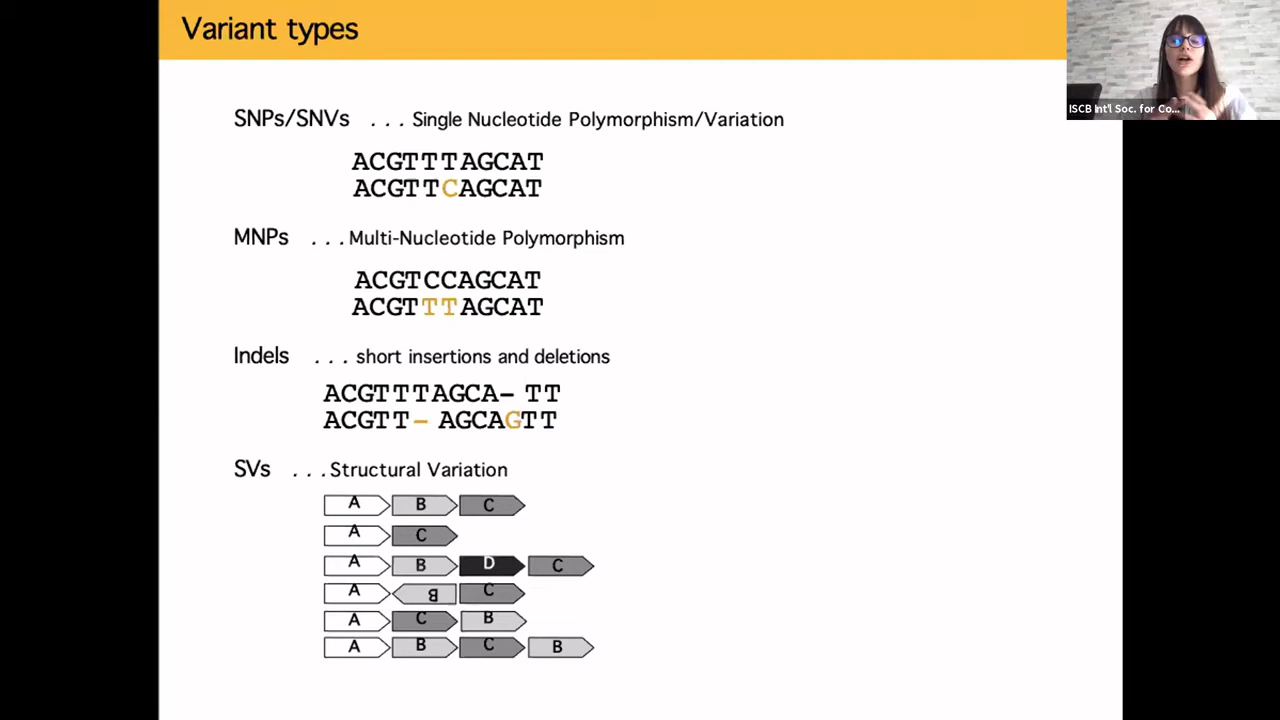 Variant types
ISCB Int'l Soc. for Co...
SNPs/SNVs ... Single Nucleotide Polymorphism/Variation
ACGTTTAGCAT
ACGTTCAGCAT
MNPs ... Multi-Nucleotide Polymorphism
ACGTCCAGCAT
ACGTTTAGCAT
Indels ... short insertions and deletions
ACGTTTAGCA– TT
ACGTT– AGCAGTT
SVs ... Structural Variation
A B C
A C
A B D C
A B C
A C B
A B C B